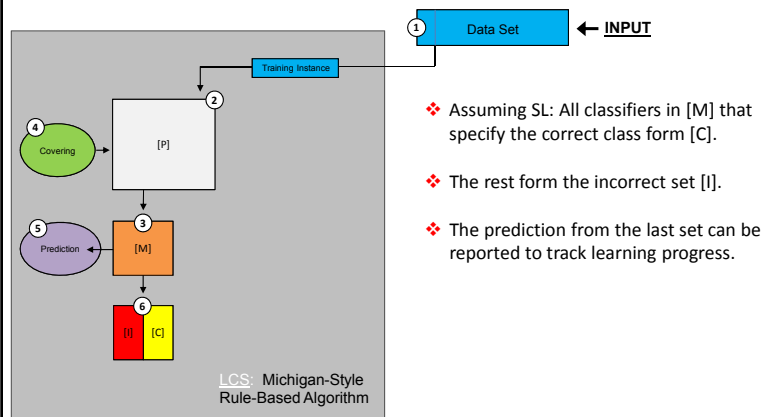 1
Data Set
INPUT
Training Instance
2
[P]
4
Covering
5
Prediction
3
[M]
6
[I] [C]
LCS: Michigan-Style
Rule-Based Algorithm
Assuming SL: All classifiers in [M] that
specify the correct class form [C].
The rest form the incorrect set [I].
The prediction from the last set can be
reported to track learning progress.